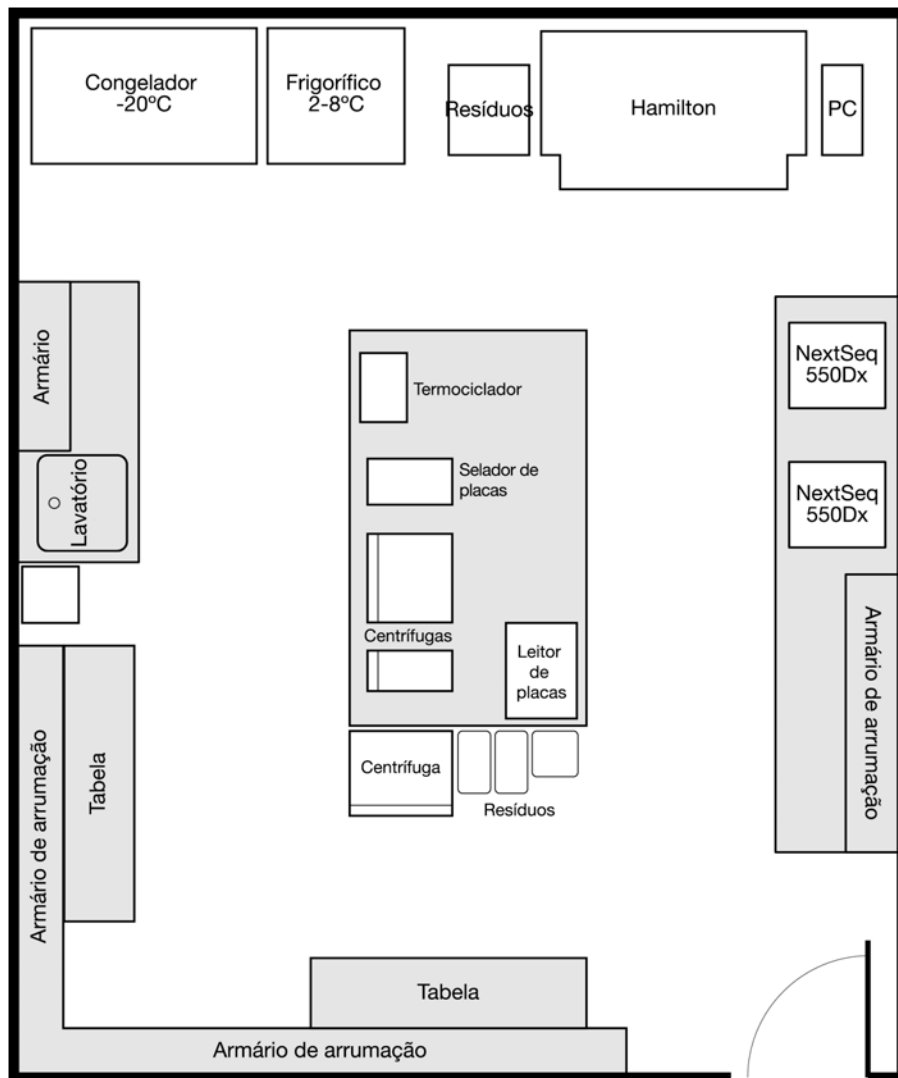 Congelador
-20ºC
Frigorífico
2-8ºC
Resíduos
Hamilton
PC
Armário
Lavatório
Termociclador
Selador de
placas
Centrífugas
Leitor
de
placas
NextSeq
550Dx
NextSeq
550Dx
Armário de arrumação
Centrífuga
Resíduos
Armário de arrumação
Tabela
Tabela
Armário de arrumação